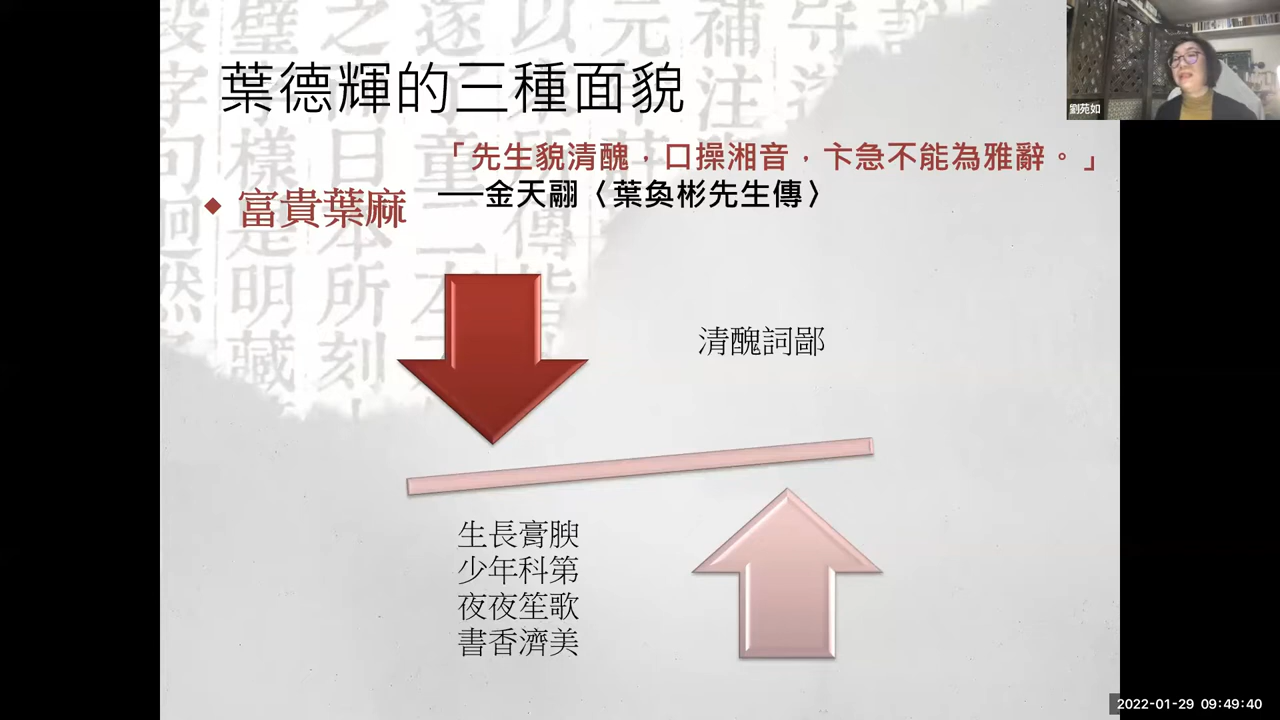 葉德輝的三種面貌
「先生貌清醜，口操湘音，卞急不能為雅辭。」
──金天翮〈葉奐彬先生傳〉
富貴葉麻
清醜詞鄙
生長膏腴
少年科第
夜夜笙歌
書香濟美
劉苑如
2022-01-29 09:49:40